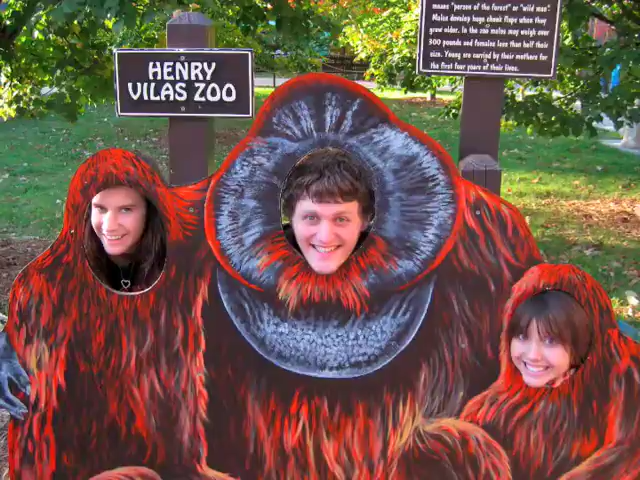 HENRY
VILAS ZOO
means "person of the forest" or "wild man".
Males develop huge cheek flaps when they
grow older. In the zoo males may weigh over
300 pounds and females less than half their
size. Young are carried by their mothers for
the first four years of their lives.